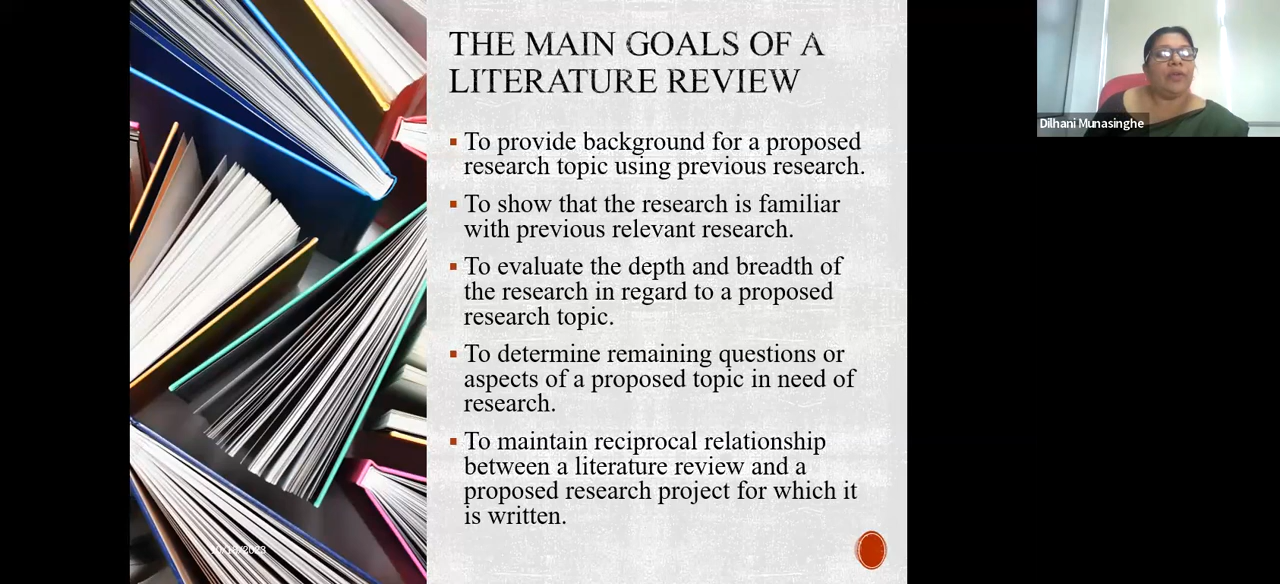 THE MAIN GOALS OF A
LITERATURE REVIEW
▪ To provide background for a proposed
research topic using previous research.
▪ To show that the research is familiar
with previous relevant research.
▪ To evaluate the depth and breadth of
the research in regard to a proposed
research topic.
▪ To determine remaining questions or
aspects of a proposed topic in need of
research.
▪ To maintain reciprocal relationship
between a literature review and a
proposed research project for which it
is written.
Dilhani Munasinghe